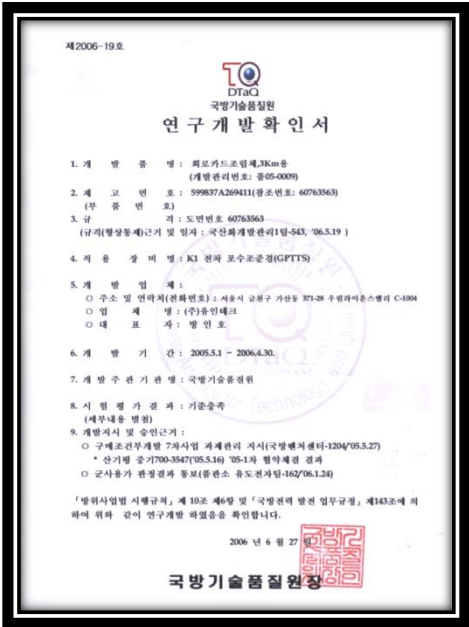 제2006-19호
TQ
DTaQ
국방기술품질원
연구개발확인서
1. 개 발 품 명 : 회로카드조립체,3Km용
(개발관리번호: 품05-0009)
2. 재 고 번 호 : 599837A269411(참조번호: 60763563)
(부 품 번 호)
3. 규 격 : 도면번호 60763563
(규격(형상통제)근거 및 일자 : 국산화개발관리1팀-543, '06.5.19 )
4. 적 용 장 비 명 : K1 전차 포수조준경(GPTTS)
5. 개 발 업 체 :
○ 주소 및 연락처(전화번호) : 서울시 금천구 가산동 371-28 우림라이온스밸리 C-1004
○ 업 체 명 : (주)유인테크
○ 대 표 자 : 방 인 호
6. 개 발 기 간 : 2005.5.1 ~ 2006.4.30.
7. 개 발 주 관 기 관 명 : 국방기술품질원
8. 시 험 평 가 결 과 : 기준충족
(세부내용 별첨)
9. 개발지시 및 승인근거 :
○ 구매조건부개발 7차사업 과제관리 지시(국방벤처센터-1204/'05.5.27)
* 산기평 중기700-3547('05.5.16) '05-1차 협약체결 결과
○ 군사용가 판정결과 통보(품관소 유도전자팀-162/'06.1.24)
「방위사업법 시행규칙」제 10조 제6항 및 「국방전력 발전 업무규정」제143조에 의
하여 위와 같이 연구개발 하였음을 확인합니다.
2006 년 6 월 27 일
국방기술품질원장